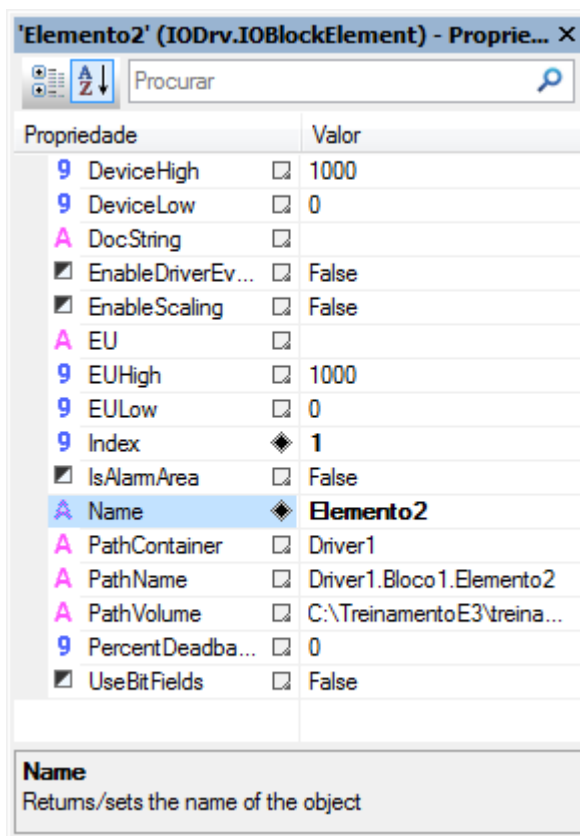 'Elemento2' (IODrv.IOBlockElement) - Proprie...
Procurar
Propriedade Valor
DeviceHigh 1000
DeviceLow 0
DocString
EnableDriverEv... False
EnableScaling False
EU
EUHigh 1000
EULow 0
Index 1
IsAlarmArea False
Name Elemento2
PathContainer Driver1
PathName Driver1.Bloco1.Elemento2
PathVolume C:\TreinamentoE3\treina...
PercentDeadba... 0
UseBitFields False
Name
Returns/sets the name of the object